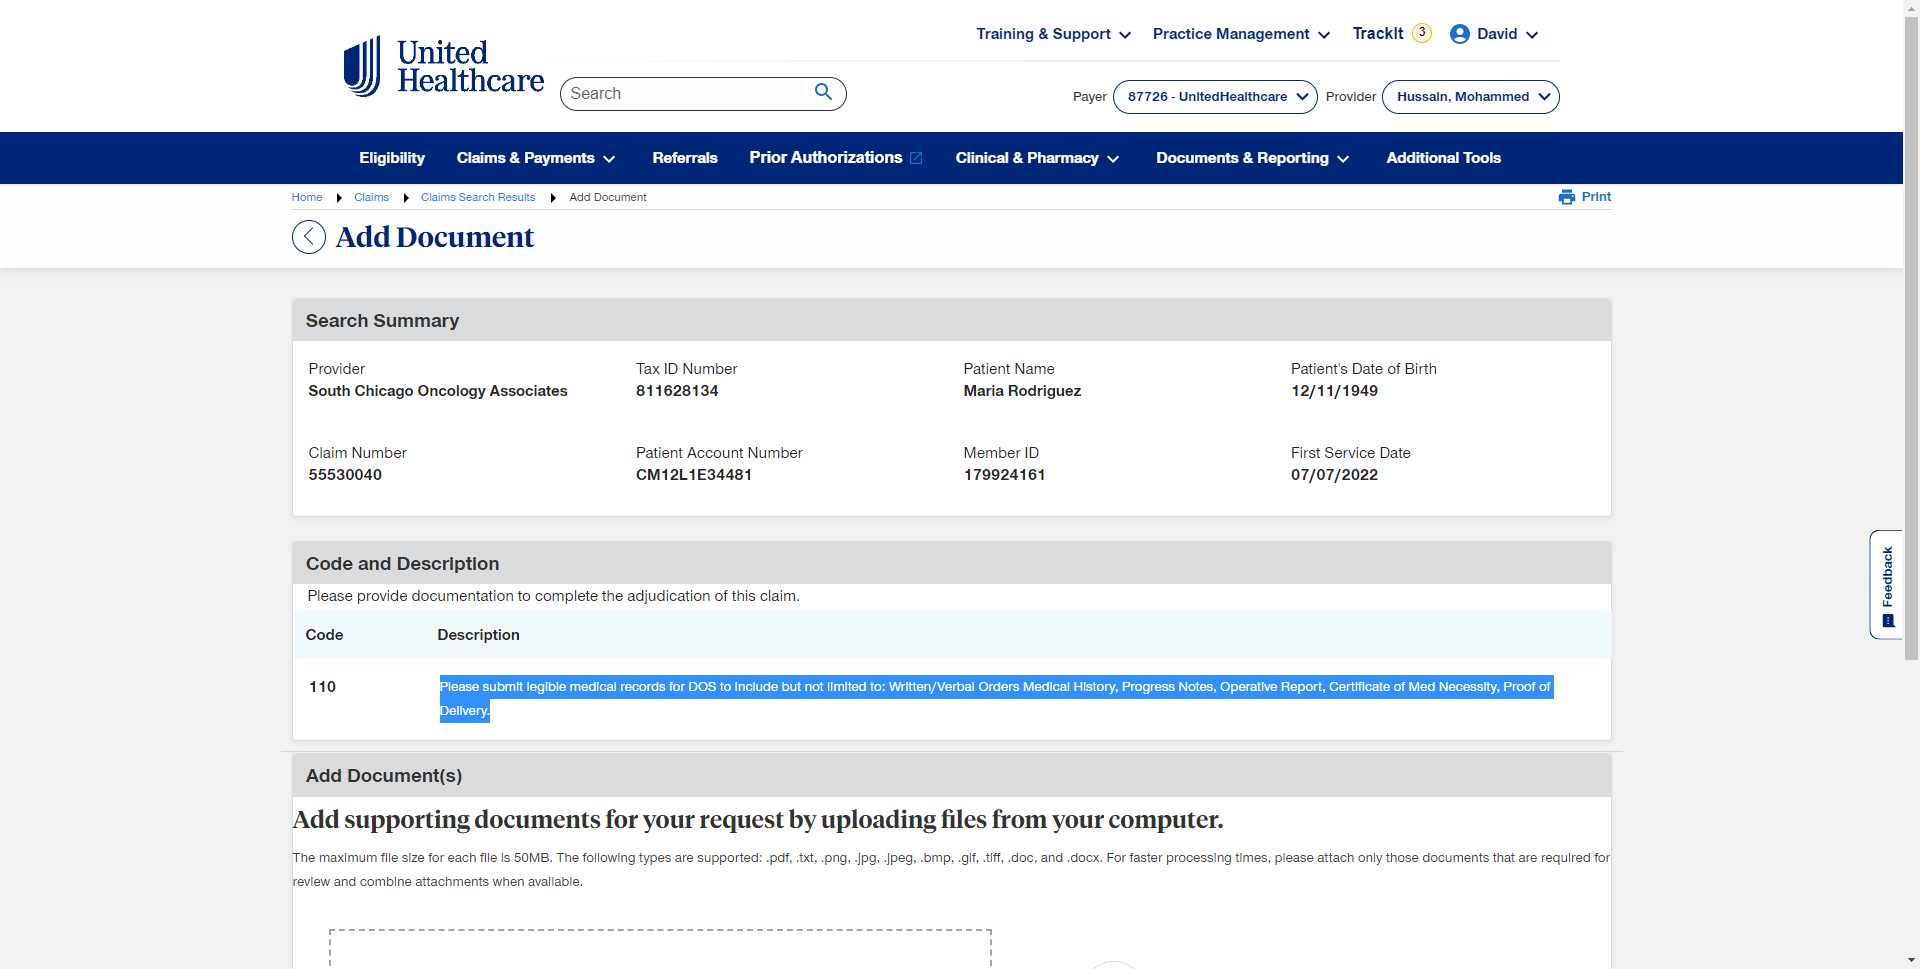 Training & Support
Practice Management
TrackIt 3
David
United
Healthcare
Search
Payer 87726 - UnitedHealthcare Provider Hussain, Mohammed
Eligibility Claims & Payments Referrals Prior Authorizations Clinical & Pharmacy Documents & Reporting Additional Tools
Home Claims Claims Search Results Add Document
Print
Add Document
Search Summary
Provider Tax ID Number Patient Name Patient's Date of Birth
South Chicago Oncology Associates 811628134 Maria Rodriguez 12/11/1949
Claim Number Patient Account Number Member ID First Service Date
55530040 CM12L1E34481 179924161 07/07/2022
Code and Description
Please provide documentation to complete the adjudication of this claim.
Code Description
110 Please submit legible medical records for DOS to include but not limited to: Written/Verbal Orders Medical History, Progress Notes, Operative Report, Certificate of Med Necessity, Proof of
Delivery.
Feedback
Add Document(s)
Add supporting documents for your request by uploading files from your computer.
The maximum file size for each file is 50MB. The following types are supported: .pdf, .txt, .png, .jpg, .jpeg, .bmp, .gif, .tiff, .doc, and .docx. For faster processing times, please attach only those documents that are required for
review and combine attachments when available.